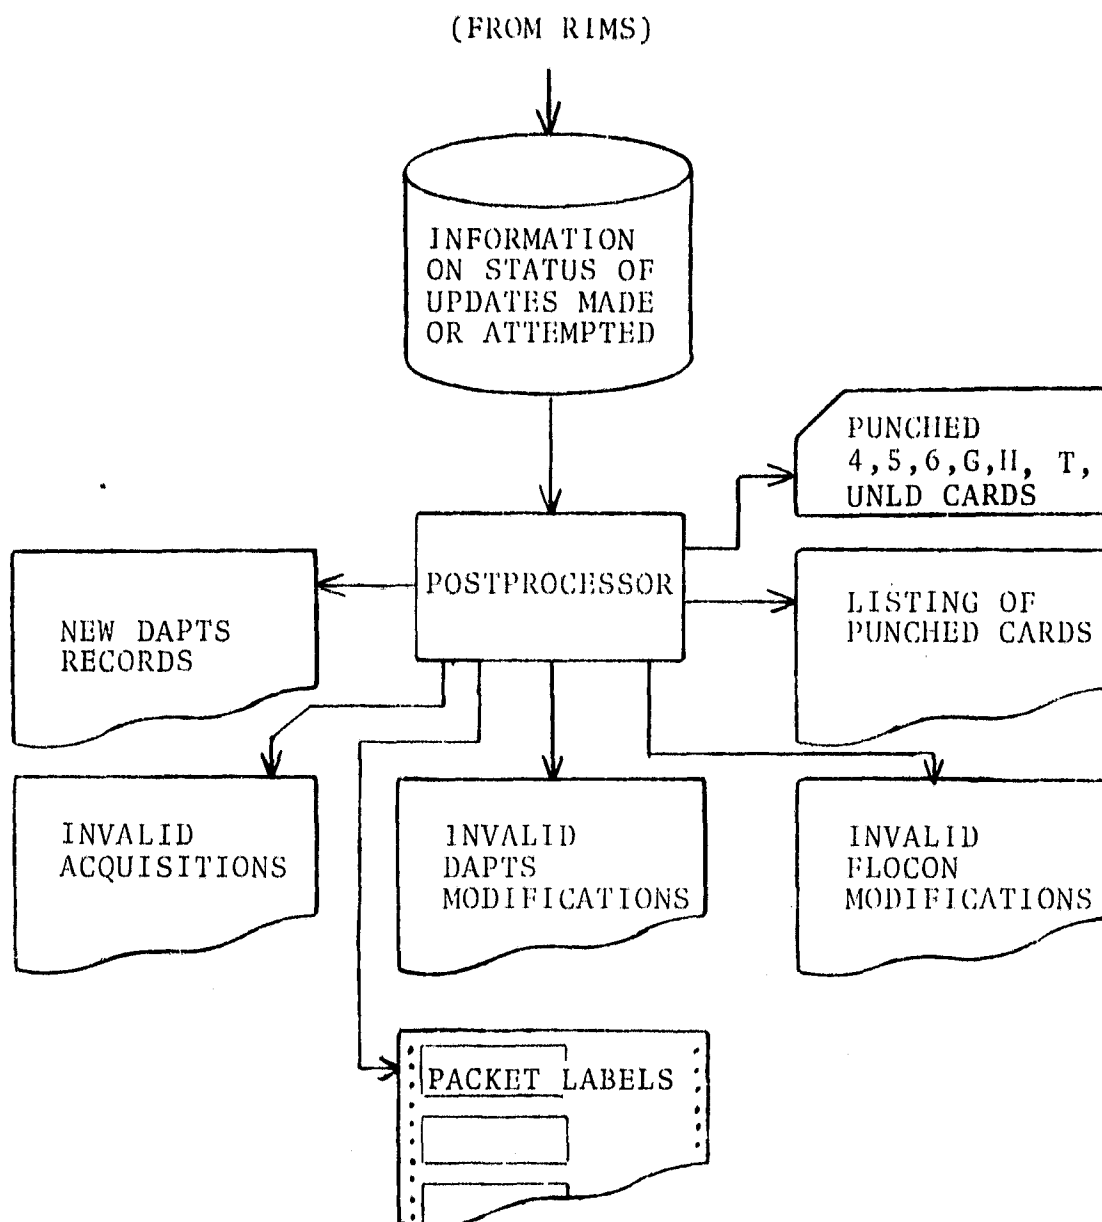 (FROM RIMS)
INFORMATION
ON STATUS OF
UPDATES MADE
OR ATTEMPTED
PUNCHED
4,5,6,G,H, T,
UNLD CARDS
POSTPROCESSOR
LISTING OF
PUNCHED CARDS
NEW DAPTS
RECORDS
INVALID
ACQUISITIONS
INVALID
DAPTS
MODIFICATIONS
INVALID
FLOCON
MODIFICATIONS
PACKET LABELS